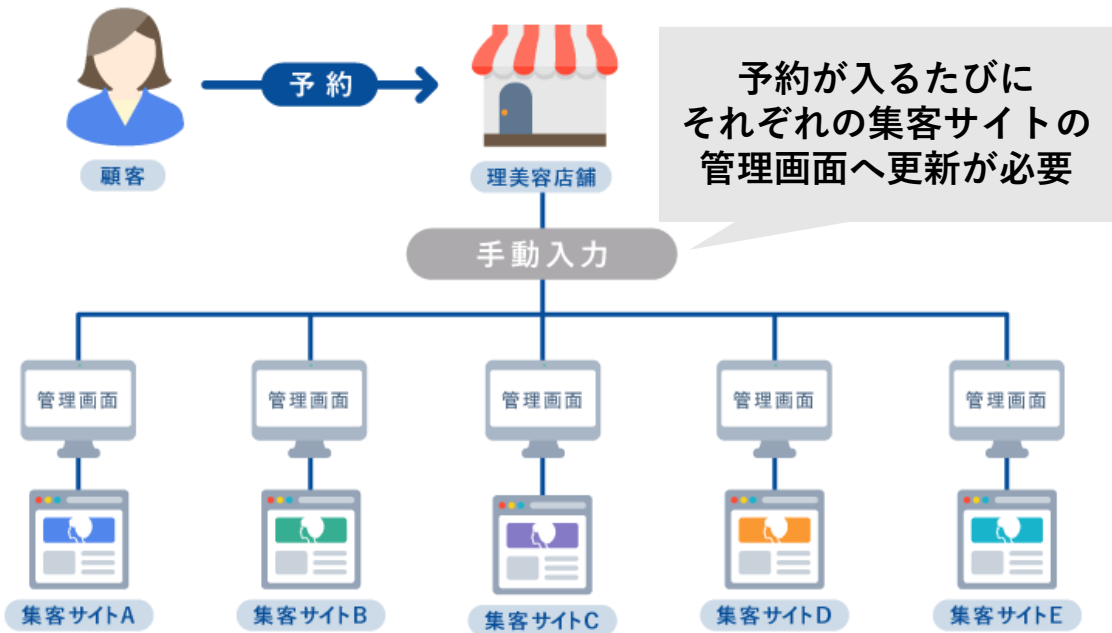 予約
予約が入るたびに
それぞれの集客サイトの
管理画面へ更新が必要
顧客
理美容店舗
手動入力
管理画面
管理画面
管理画面
管理画面
管理画面
集客サイトA
集客サイトB
集客サイトC
集客サイトD
集客サイトE